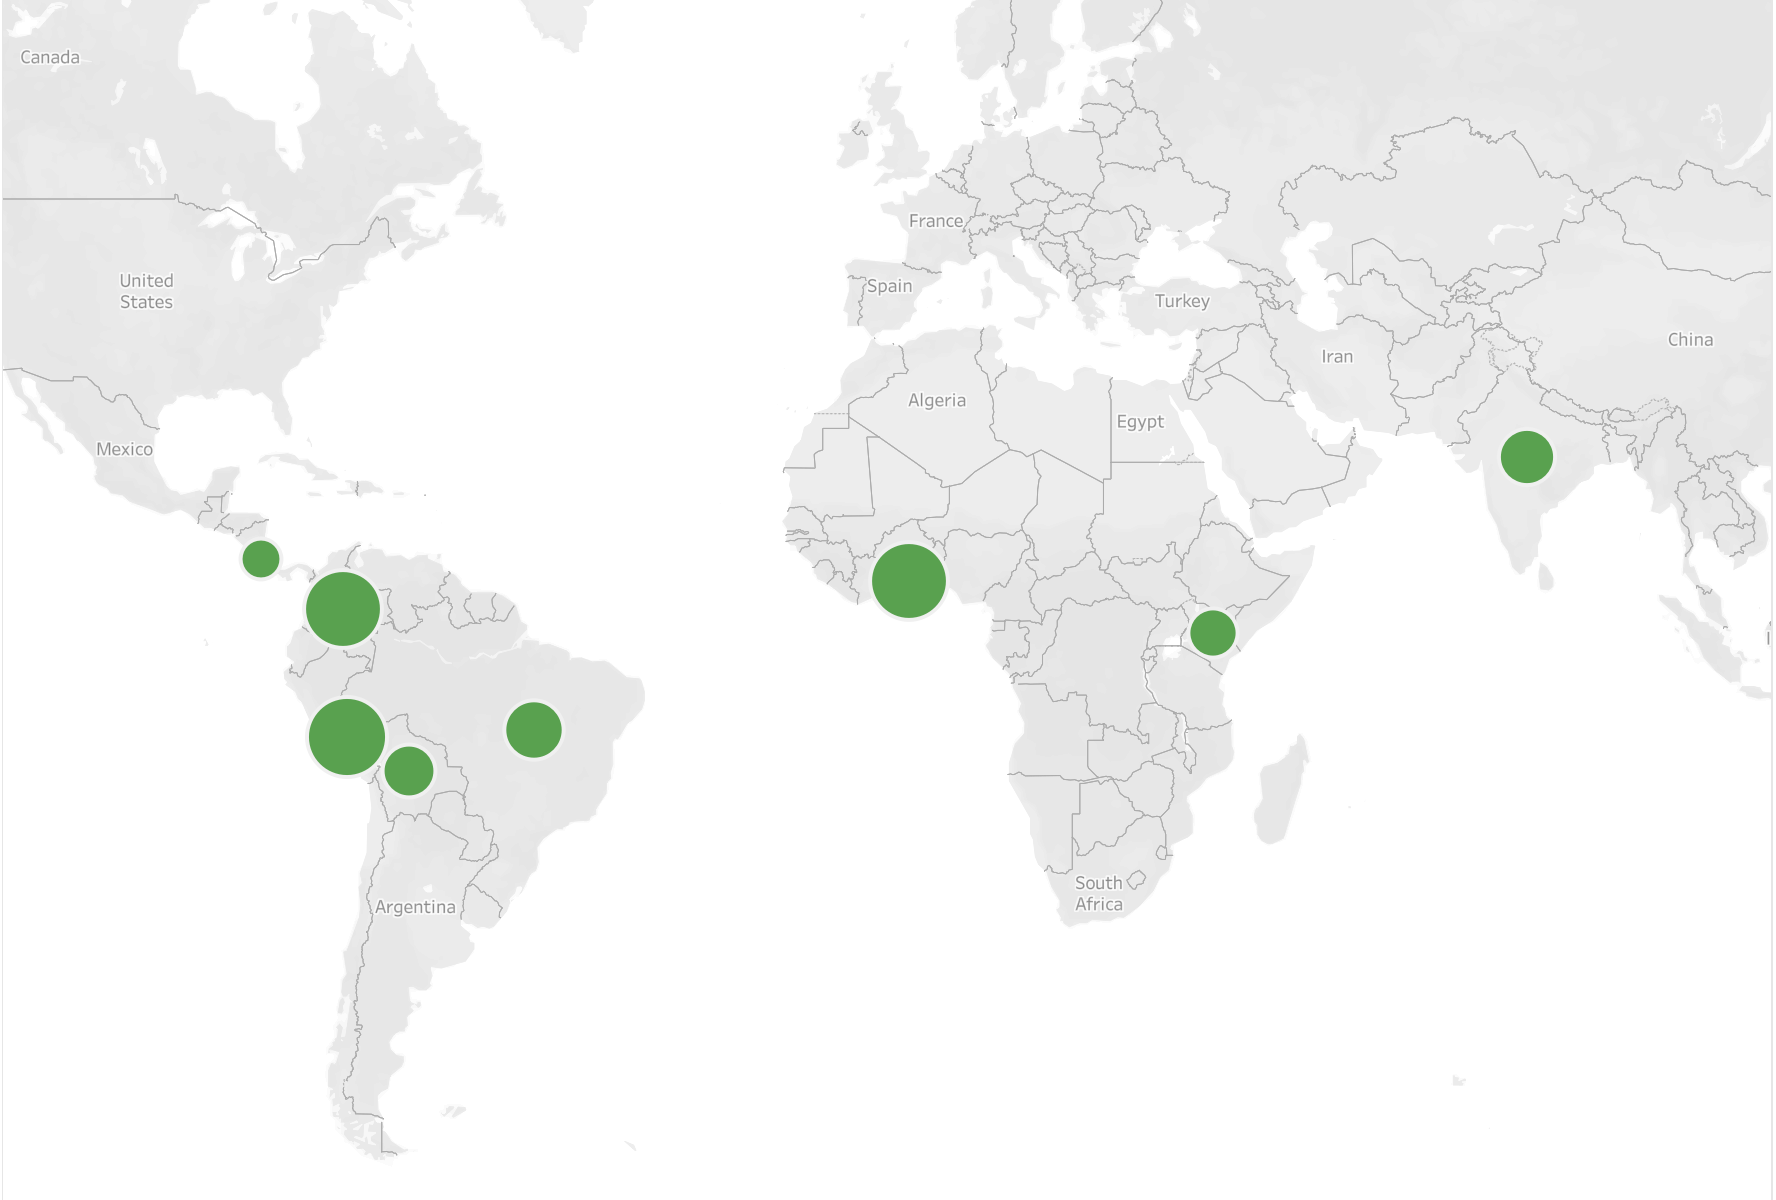 Canada
France
United
States
Spain
Turkey
China
Iran
Algeria
Egypt
Mexico
South
Africa
Argentina